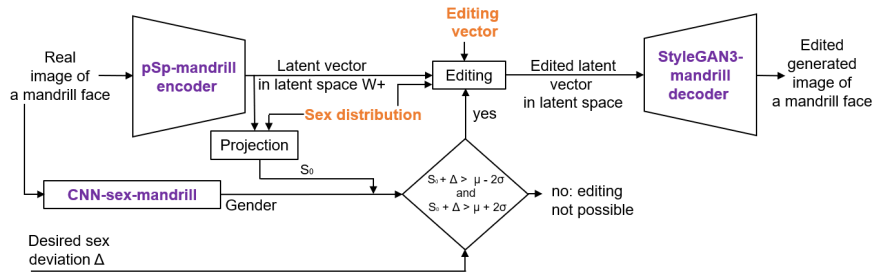 Real
image of
a mandrill face
pSp-mandrill
encoder
Latent vector
in latent space W+
Editing
vector
Editing
Edited latent
vector
in latent space
StyleGAN3-
mandrill
decoder
Edited
generated
image of
a mandrill face
Sex distribution
yes
Projection
S₀
CNN-sex-mandrill
Gender
S₀ + Δ > μ - 2σ
and
S₀ + Δ > μ + 2σ
no: editing
not possible
Desired sex
deviation Δ